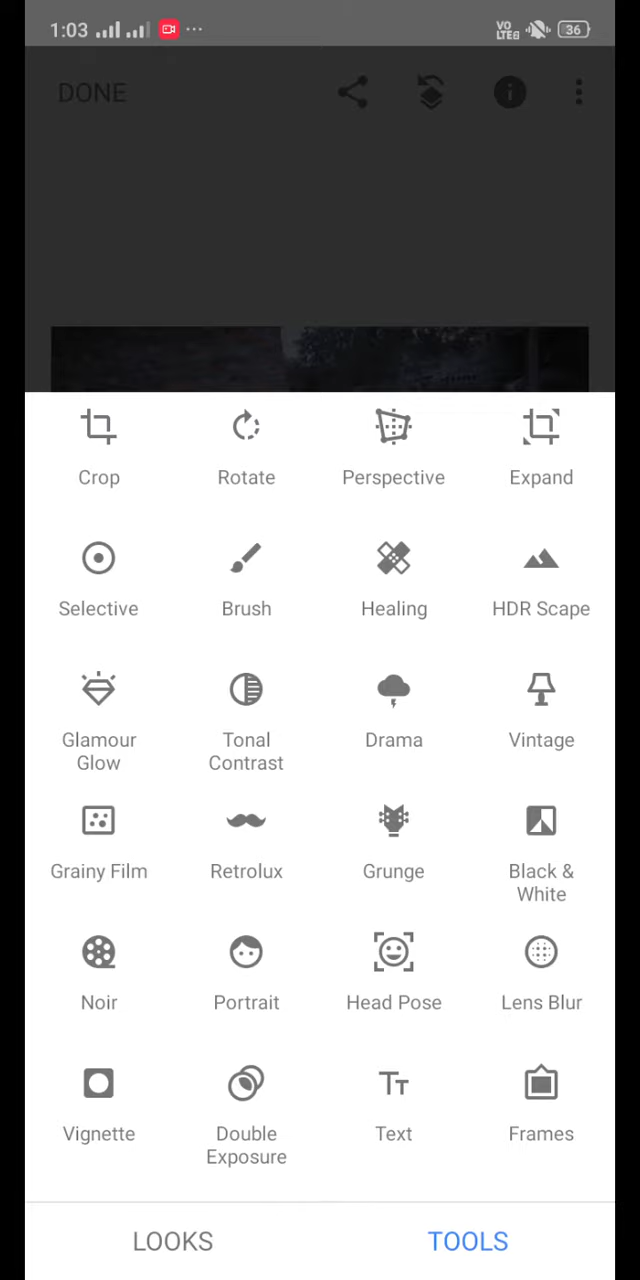 1:03 ... VO LTE 36
DONE
Crop Rotate Perspective Expand
Selective Brush Healing HDR Scape
Glamour Glow Tonal Contrast Drama Vintage
Grainy Film Retrolux Grunge Black & White
Noir Portrait Head Pose Lens Blur
Vignette Double Exposure Text Frames
LOOKS TOOLS